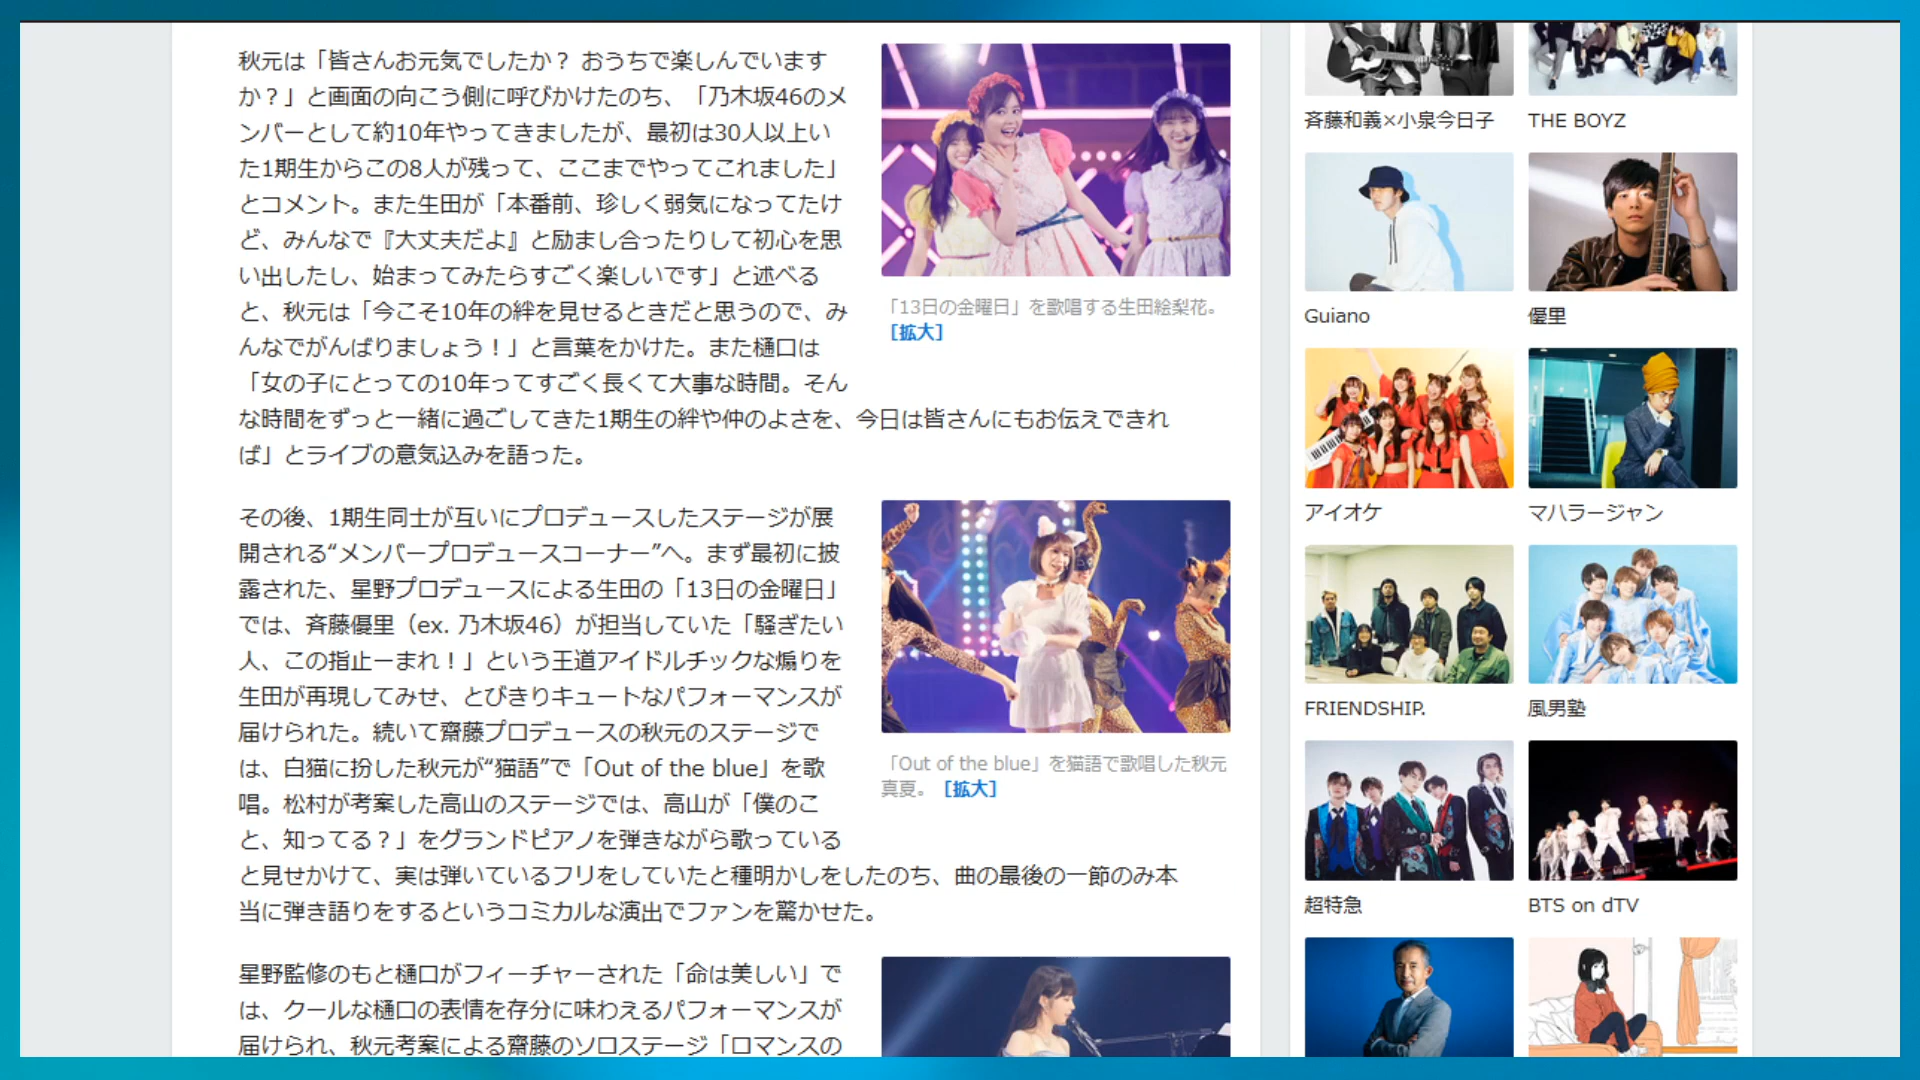 秋元は「皆さんお元気でしたか？ おうちで楽しんでいます
か？」と画面の向こう側に呼びかけたのち、「乃木坂46のメ
ンバーとして約10年やってきましたが、最初は30人以上い
た1期生からこの8人が残って、ここまでやってこれました」
とコメント。また生田が「本番前、珍しく弱気になってたけ
ど、みんなで『大丈夫だよ』と励まし合ったりして初心を思
い出したし、始まってみたらすごく楽しいです」と述べる
と、秋元は「今こそ10年の絆を見せるときだと思うので、み
んなでがんばりましょう！」と言葉をかけた。また樋口は
「女の子にとっての10年ってすごく長くて大事な時間。そん
な時間をずっと一緒に過ごしてきた1期生の絆や仲のよさを、今日は皆さんにもお伝えできれ
ば」とライブの意気込みを語った。
「13日の金曜日」を歌唱する生田絵梨花。
［拡大］
その後、1期生同士が互いにプロデュースしたステージが展
開される“メンバープロデュースコーナー”へ。まず最初に披
露された、星野プロデュースによる生田の「13日の金曜日」
では、斉藤優里（ex. 乃木坂46）が担当していた「騒ぎたい
人、この指止ーまれ！」という王道アイドルチックな煽りを
生田が再現してみせ、とびきりキュートなパフォーマンスが
届けられた。続いて齋藤プロデュースの秋元のステージで
は、白猫に扮した秋元が“猫語”で「Out of the blue」を歌
唱。松村が考案した高山のステージでは、高山が「僕のこ
と、知ってる？」をグランドピアノを弾きながら歌っている
と見せかけて、実は弾いているフリをしていたと種明かしをしたのち、曲の最後の一節のみ本
当に弾き語りをするというコミカルな演出でファンを驚かせた。
「Out of the blue」を猫語で歌唱した秋元
真夏。［拡大］
星野監修のもと樋口がフィーチャーされた「命は美しい」で
は、クールな樋口の表情を存分に味わえるパフォーマンスが
届けられ、秋元考案による齋藤のソロステージ「ロマンスの
斉藤和義×小泉今日子
THE BOYZ
Guiano
優里
アイオケ
マハラージャン
FRIENDSHIP.
風男塾
超特急
BTS on dTV